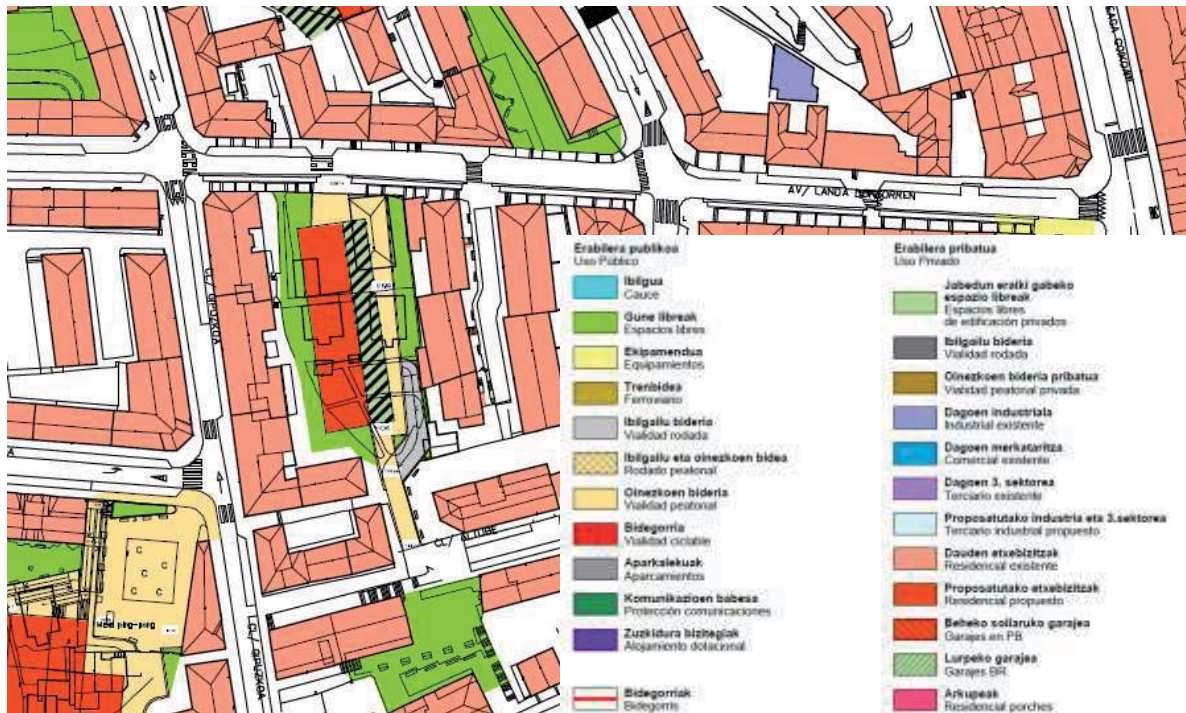 AV/ LANDA
CL/ GIPUZKOA
CL/ ALTUBE
CL/ GIPUZKOA
C
C
C
C
C
Erabilera publikoa
Uso Público
Ibilgua
Cauce
Gune libreak
Espacios libres
Ekipamendua
Equipamientos
Trenbidea
Ferroviario
Ibilgailu bideria
Vialidad rodada
Ibilgailu eta oinezkoen bidea
Rodado peatonal
Oinezkoen bideria
Vialidad peatonal
Bidegorria
Vialidad ciclable
Aparkalekuak
Aparcamientos
Komunikazioen babesa
Protección comunicaciones
Zuzkidura bizitegiak
Alojamiento dotacional
Bidegorriak
Bidegorris
Erabilera pribatua
Uso Privado
Jabedun eraiki gabeko
espazio libreak
Espacios libres
de edificación privados
Ibilgailu bideria
Vialidad rodada
Oinezkoen bideria pribatua
Vialidad peatonal privada
Dagoen industriala
Industrial existente
Dagoen merkataritza
Comercial existente
Dagoen 3. sektorea
Terciario existente
Proposatutako industria eta 3.sektorea
Terciario industrial propuesto
Dauden etxebizitzak
Residencial existente
Proposatutako etxebizitzak
Residencial propuesto
Beheko solairuko garajea
Garajes en PB
Lurpeko garajea
Garajes BR
Arkupeak
Residencial porches